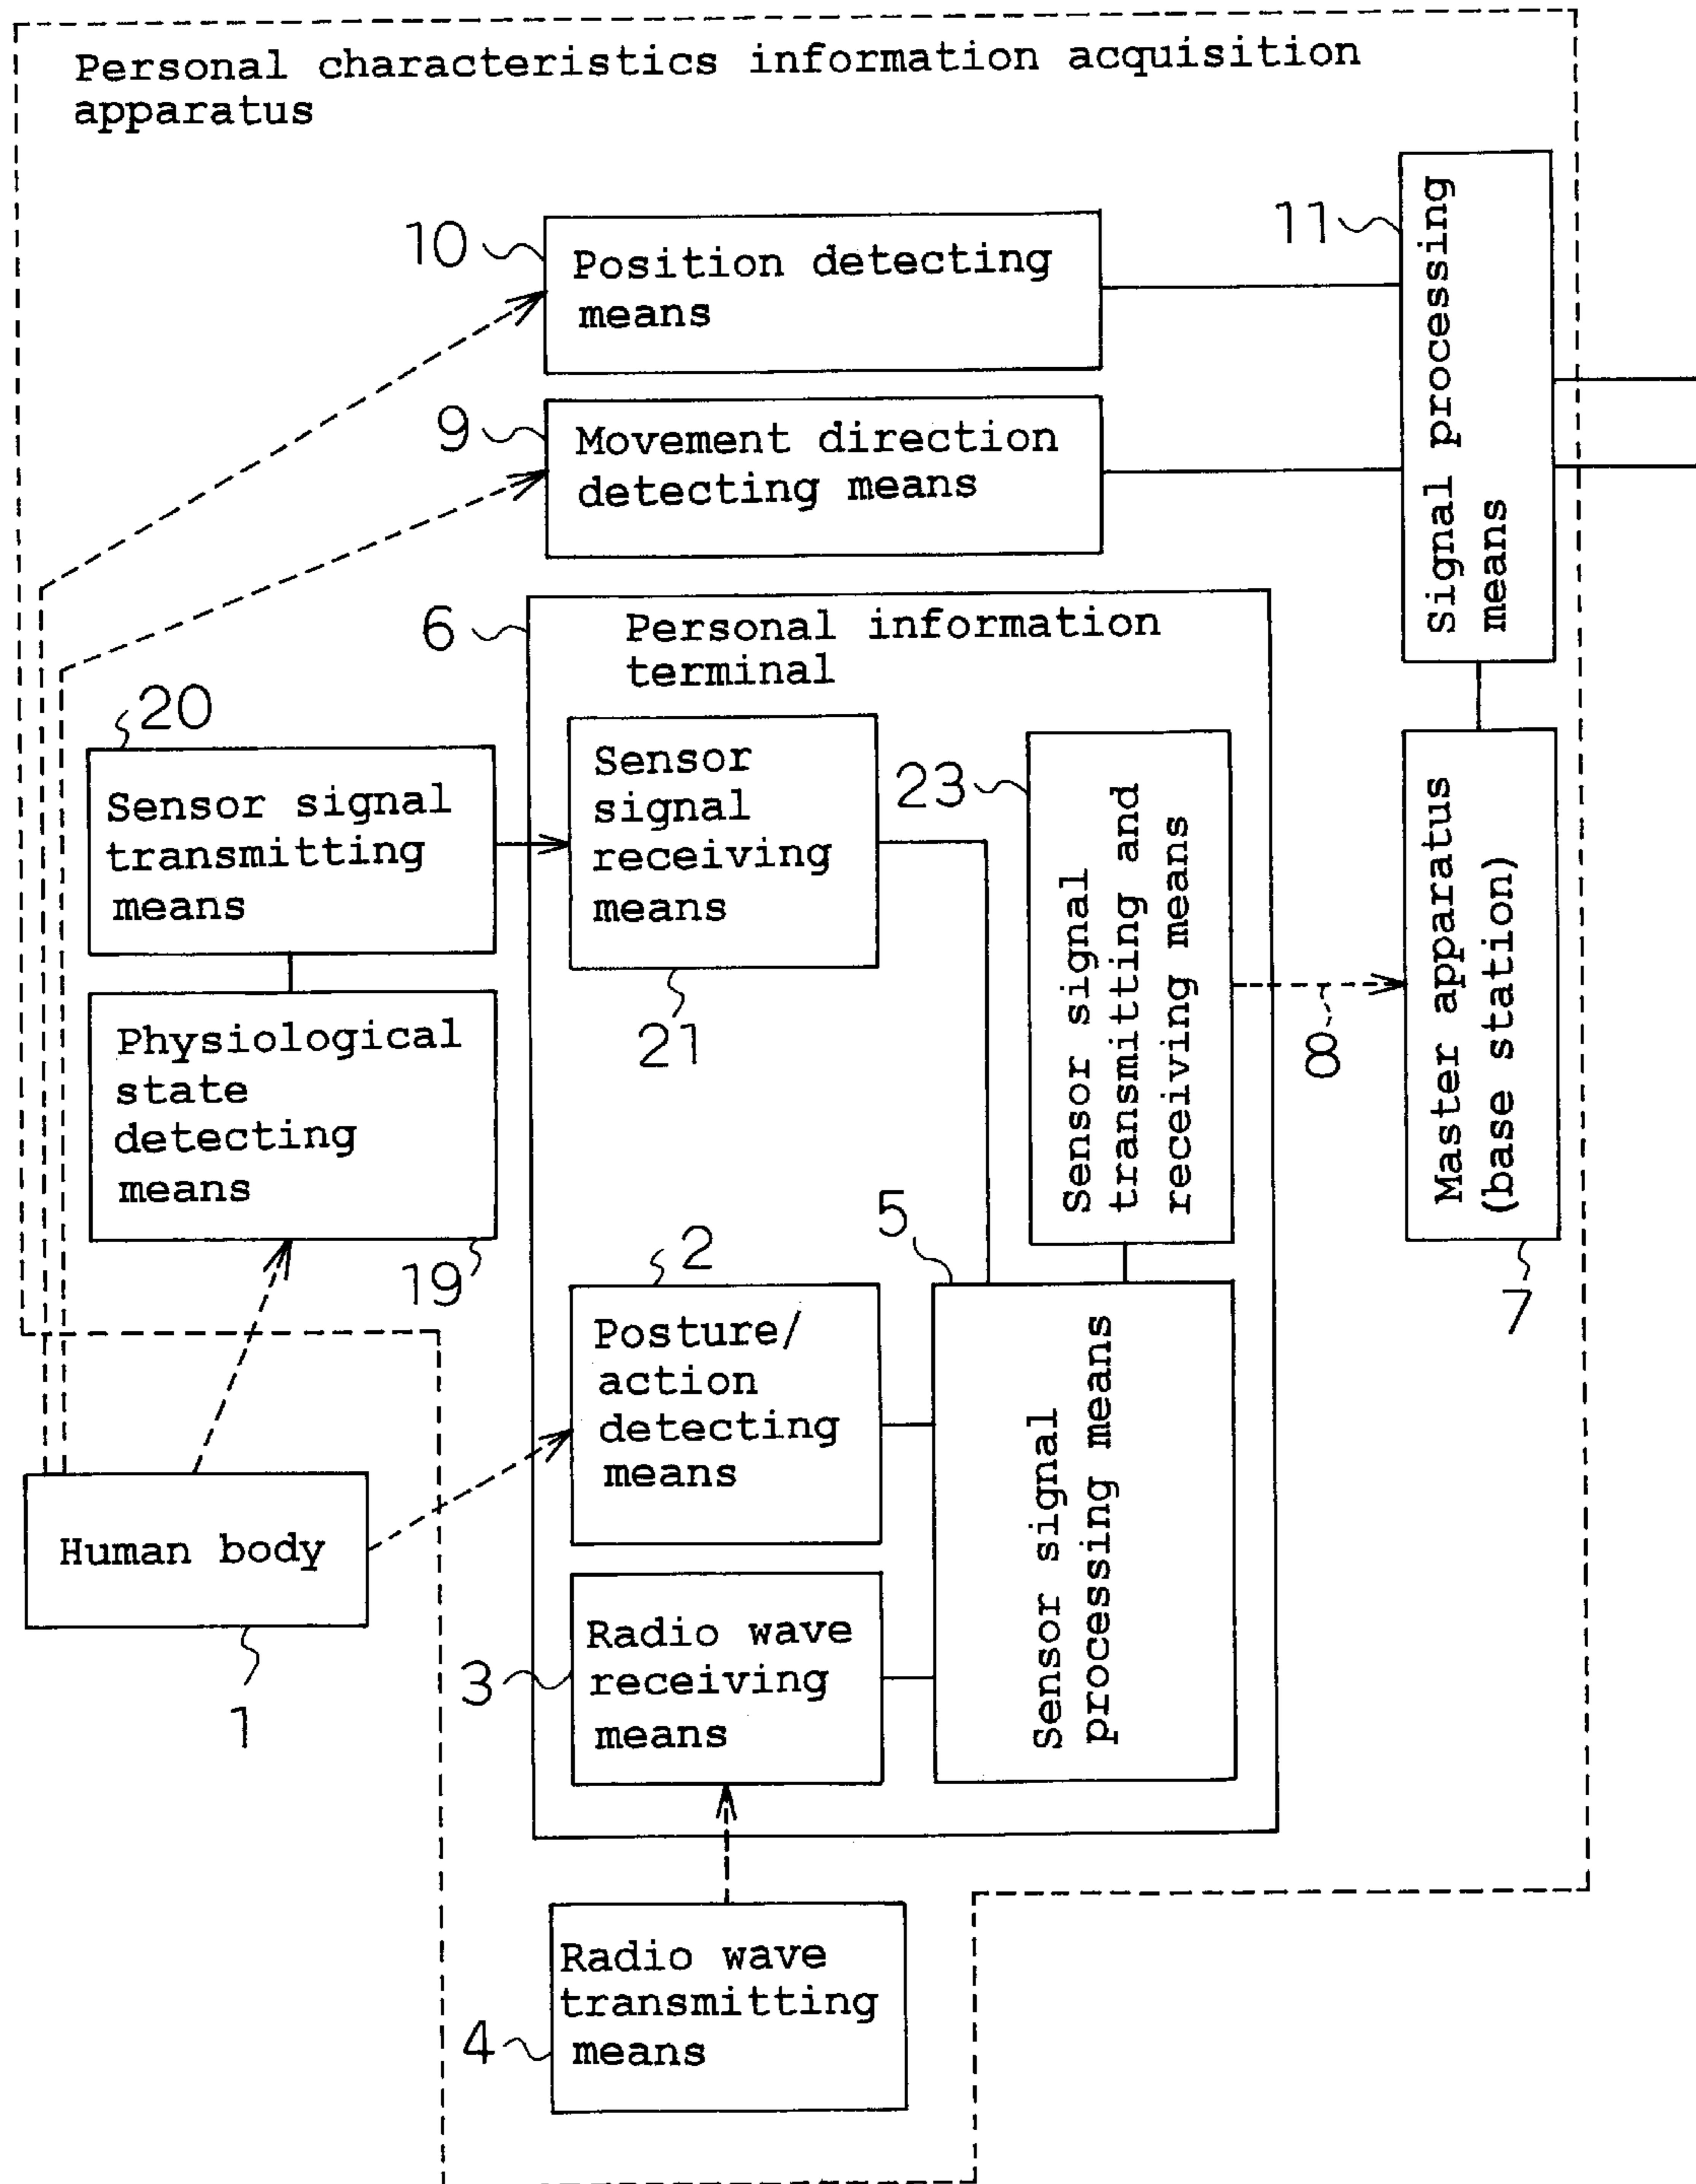 Personal characteristics information acquisition
apparatus
10
Position detecting
means
11
Signal processing
means
9
Movement direction
detecting means
6
Personal information
terminal
20
Sensor signal
transmitting
means
Sensor
signal
receiving
means
21
23
Sensor signal
transmitting and
receiving means
8
Master apparatus
(base station)
7
Physiological
state
detecting
means
19
2
Posture/
action
detecting
means
5
Sensor signal
processing means
Human body
1
3
Radio wave
receiving
means
Radio wave
transmitting
means
4